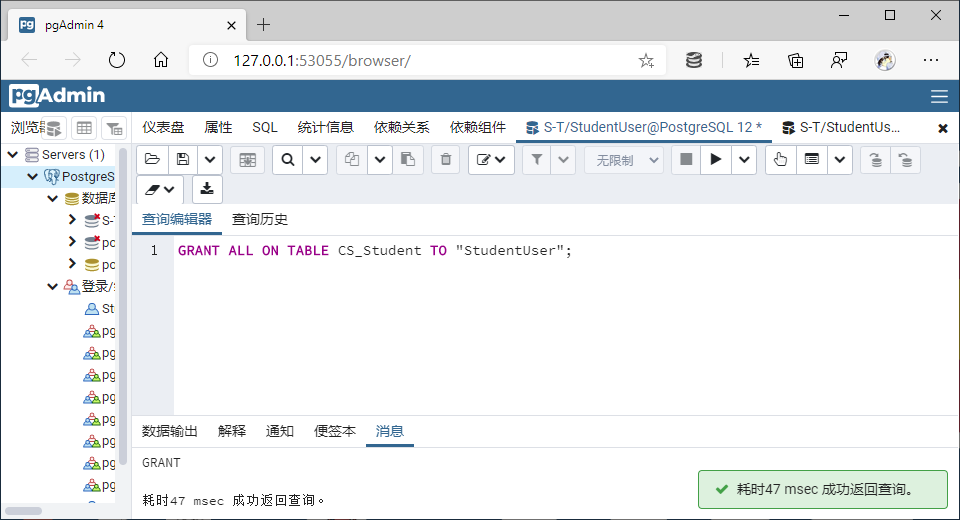 pgAdmin 4
127.0.0.1:53055/browser/
pgAdmin
浏览器
仪表盘 属性 SQL 统计信息 依赖关系 依赖组件 S-T/StudentUser@PostgreSQL 12 * S-T/StudentUs...
Servers (1)
PostgreS
数据库
S-T
po
po
登录/
St
pg
pg
pg
pg
pg
pg
pg
pg
无限制
查询编辑器 查询历史
1 GRANT ALL ON TABLE CS_Student TO "StudentUser";
数据输出 解释 通知 便签本 消息
GRANT
耗时47 msec 成功返回查询。
耗时47 msec 成功返回查询。